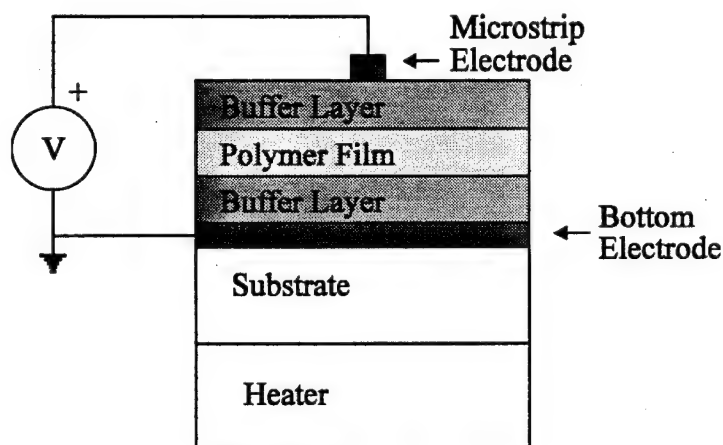 Microstrip
Electrode
+
Buffer Layer
V
Polymer Film
Buffer Layer
Bottom
Electrode
Substrate
Heater